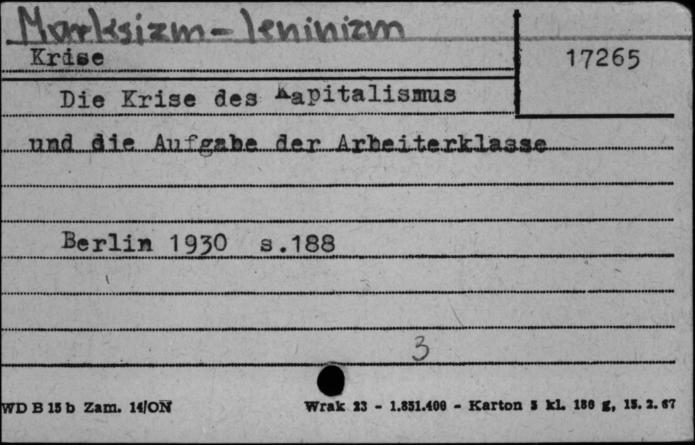 Marksizm-leninizm
Krise
17265
Die Krise des Kapitalismus
und die Aufgabe der Arbeiterklasse
Berlin 1930 s.188
3
WD B 15 b Zam. 14/ON Wrak 23 - 1.851.400 - Karton 3 kl. 180 g, 15. 2. 67